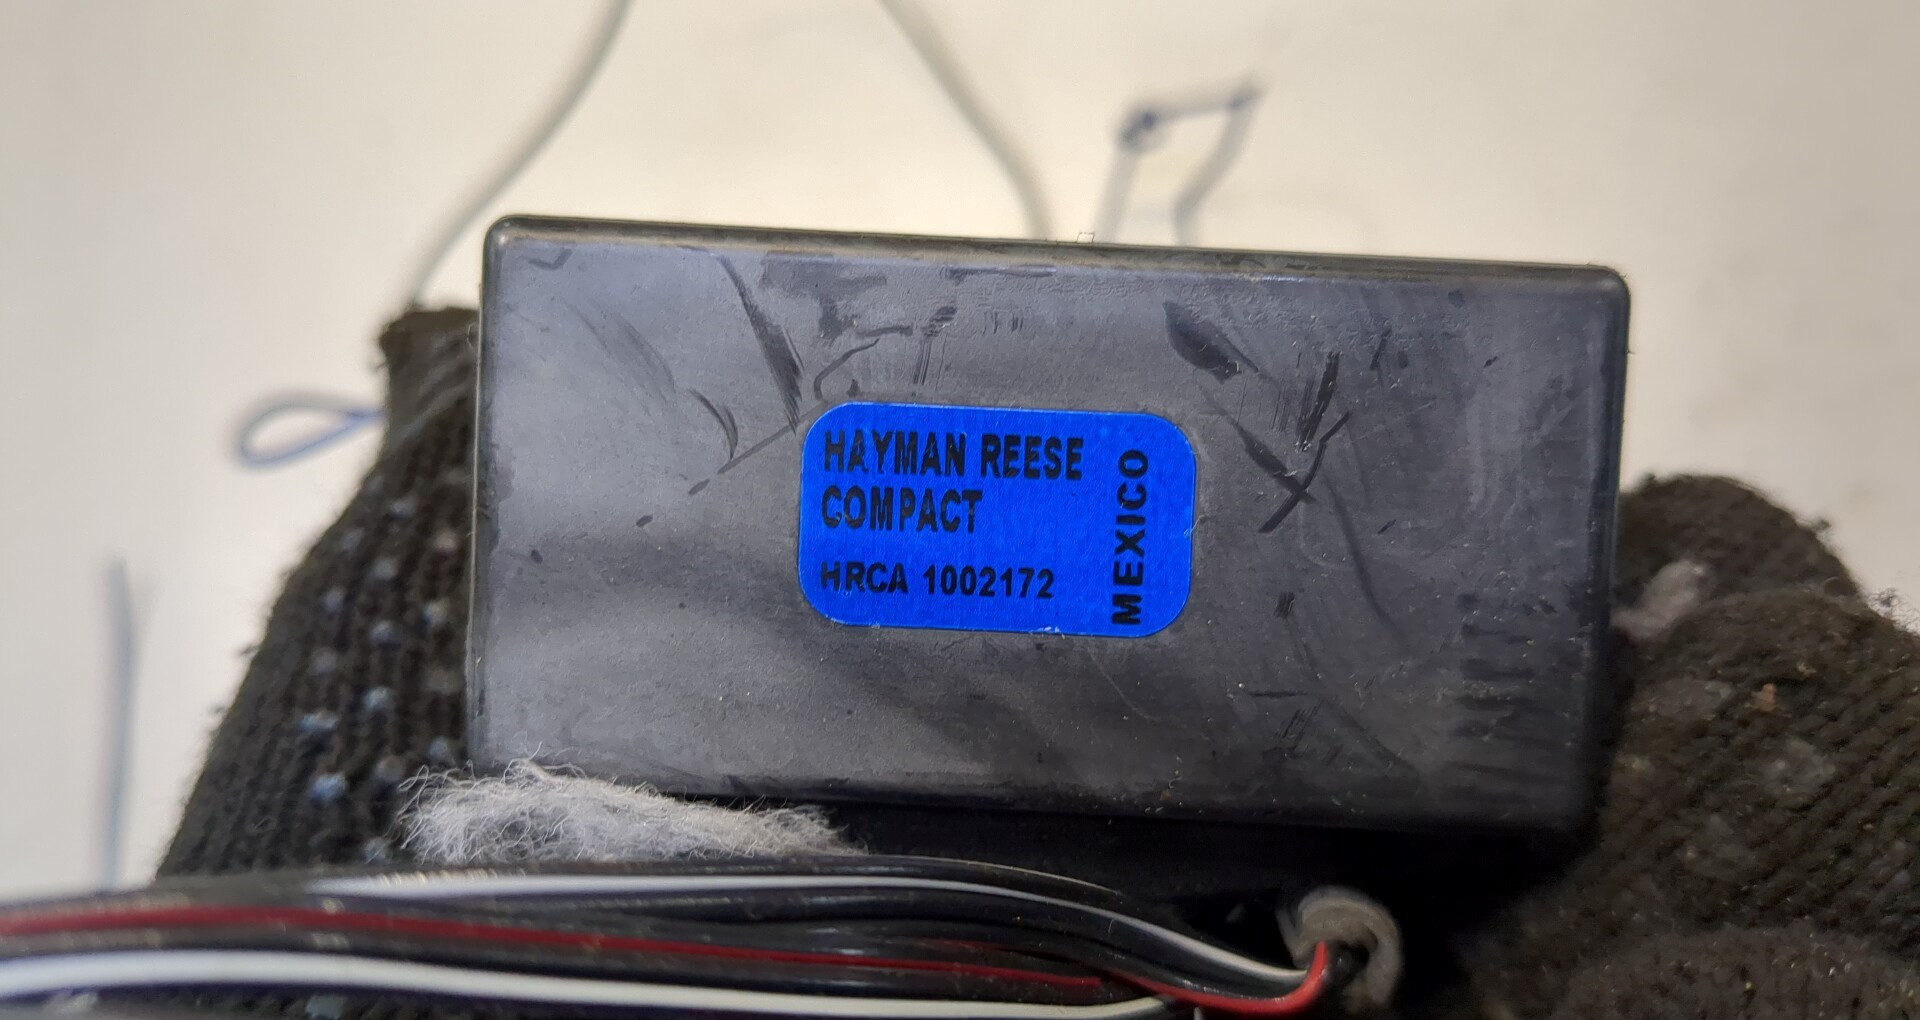 HAYMAN REESE
COMPACT
HRCA 1002172
MEXICO